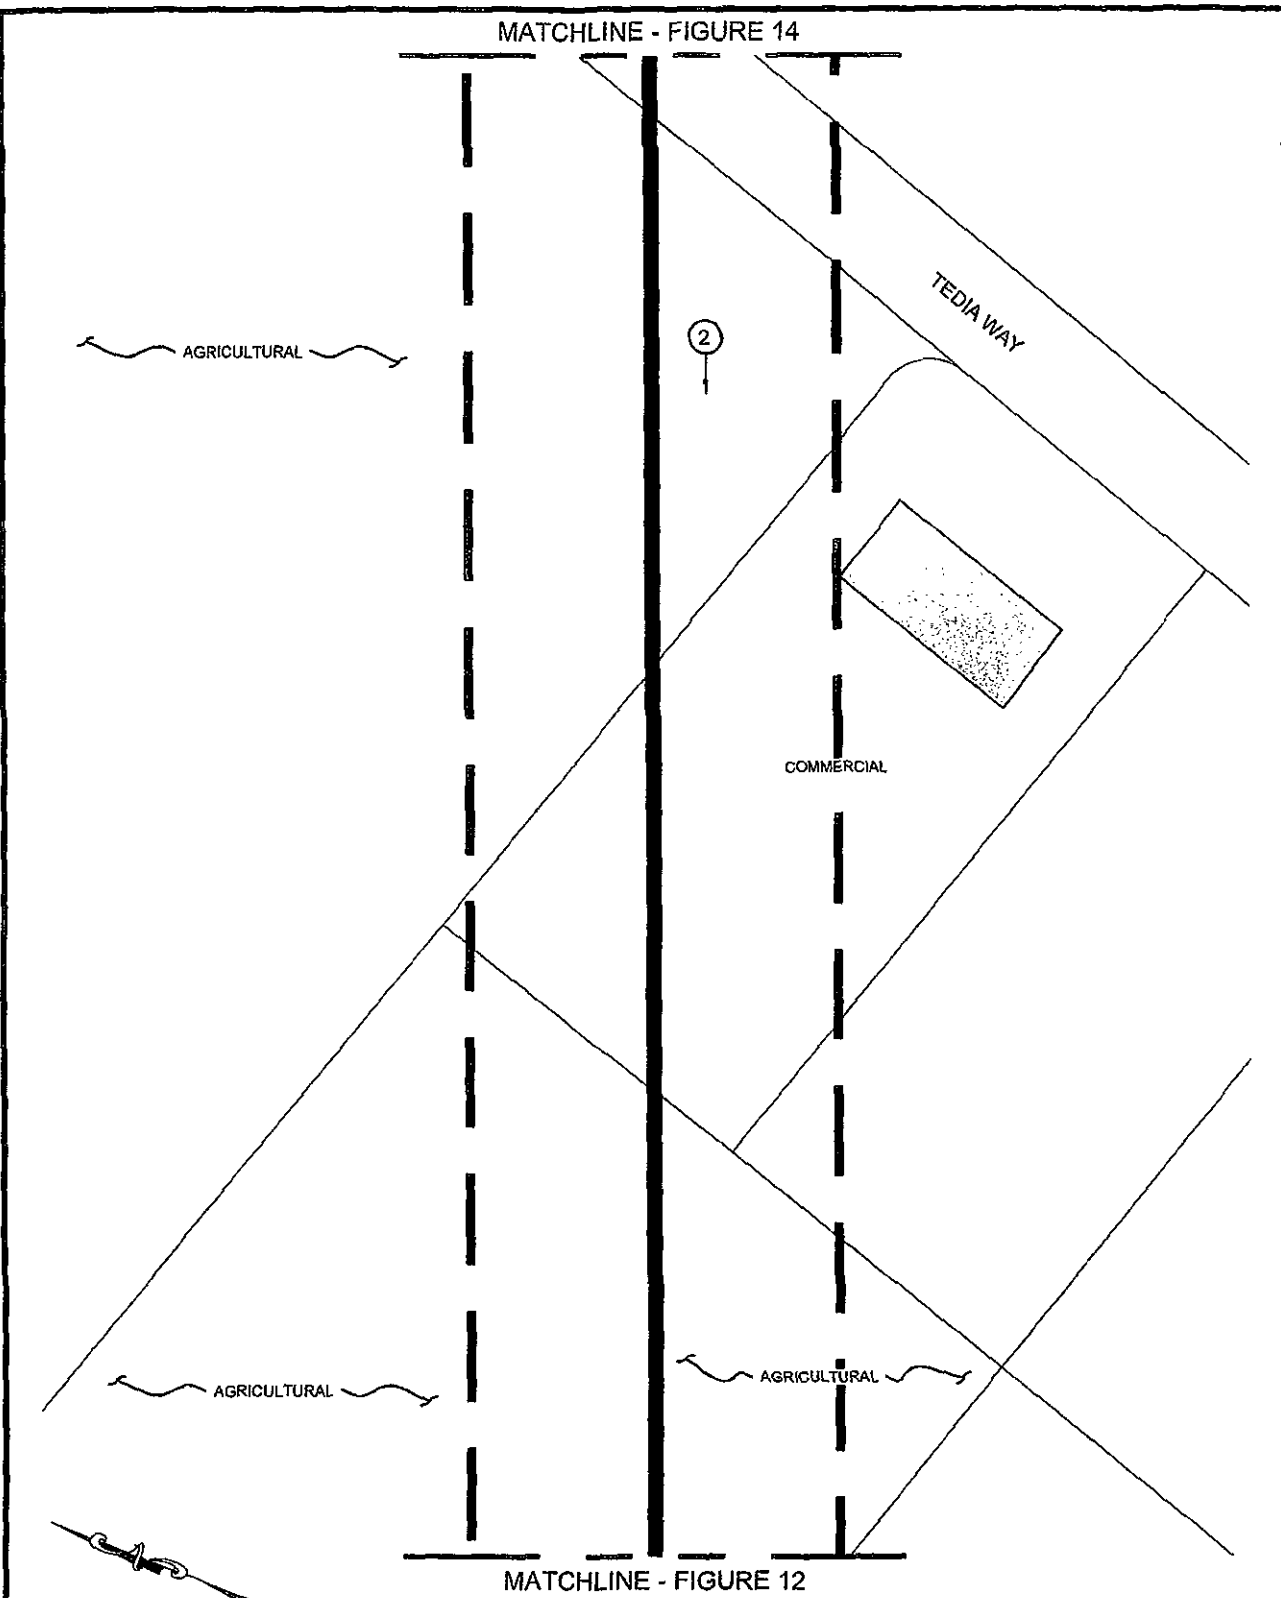 MATCHLINE - FIGURE 14
TEDIA WAY
2
AGRICULTURAL
COMMERCIAL
AGRICULTURAL
AGRICULTURAL
MATCHLINE - FIGURE 12